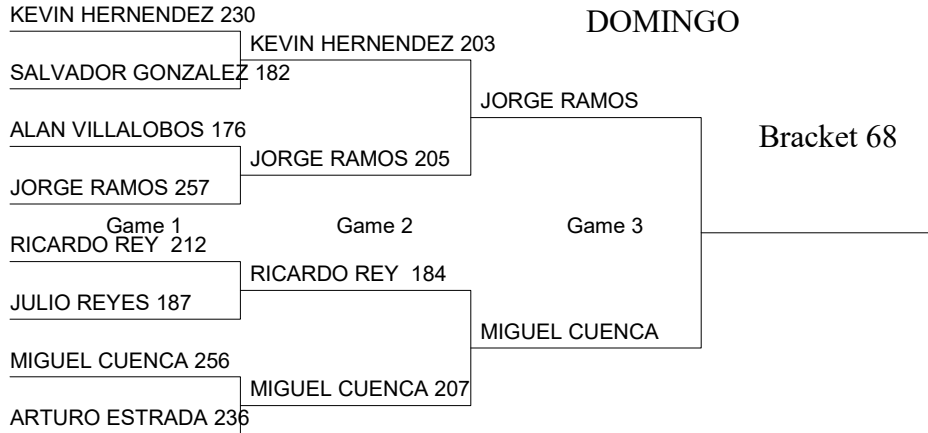 KEVIN HERNENDEZ 230
DOMINGO
KEVIN HERNENDEZ 203
SALVADOR GONZALEZ 182
JORGE RAMOS
ALAN VILLALOBOS 176
Bracket 68
JORGE RAMOS 205
JORGE RAMOS 257
Game 1
Game 2
Game 3
RICARDO REY 212
RICARDO REY 184
JULIO REYES 187
MIGUEL CUENCA
MIGUEL CUENCA 256
MIGUEL CUENCA 207
ARTURO ESTRADA 236